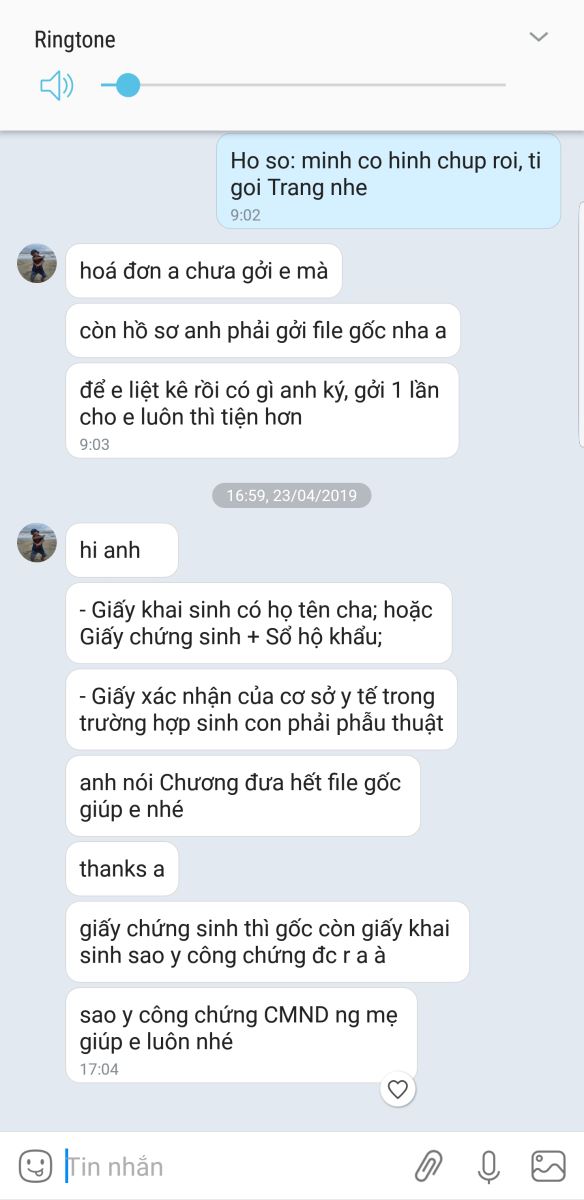 Ringtone
Ho so: minh co hinh chup roi, ti
goi Trang nhe
9:02
hoá đơn a chưa gởi e mà
còn hồ sơ anh phải gởi file gốc nha a
để e liệt kê rồi có gì anh ký, gởi 1 lần
cho e luôn thì tiện hơn
9:03
16:59, 23/04/2019
hi anh
- Giấy khai sinh có họ tên cha; hoặc
Giấy chứng sinh + Sổ hộ khẩu;
- Giấy xác nhận của cơ sở y tế trong
trường hợp sinh con phải phẫu thuật
anh nói Chương đưa hết file gốc
giúp e nhé
thanks a
giấy chứng sinh thì gốc còn giấy khai
sinh sao y công chứng đc r a à
sao y công chứng CMND ng mẹ
giúp e luôn nhé
17:04
Tin nhắn